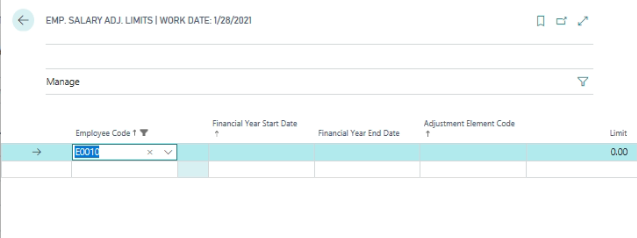 EMP. SALARY ADJ. LIMITS | WORK DATE: 1/28/2021
Manage
Employee Code ↑
Financial Year Start Date ↑
Financial Year End Date
Adjustment Element Code ↑
Limit
E0010
0.00